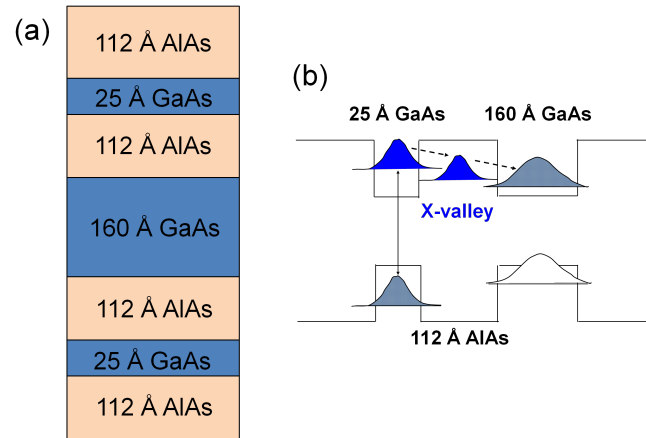 (a)
112 Å AlAs
25 Å GaAs
112 Å AlAs
160 Å GaAs
112 Å AlAs
25 Å GaAs
112 Å AlAs
(b)
25 Å GaAs 160 Å GaAs
X-valley
112 Å AlAs